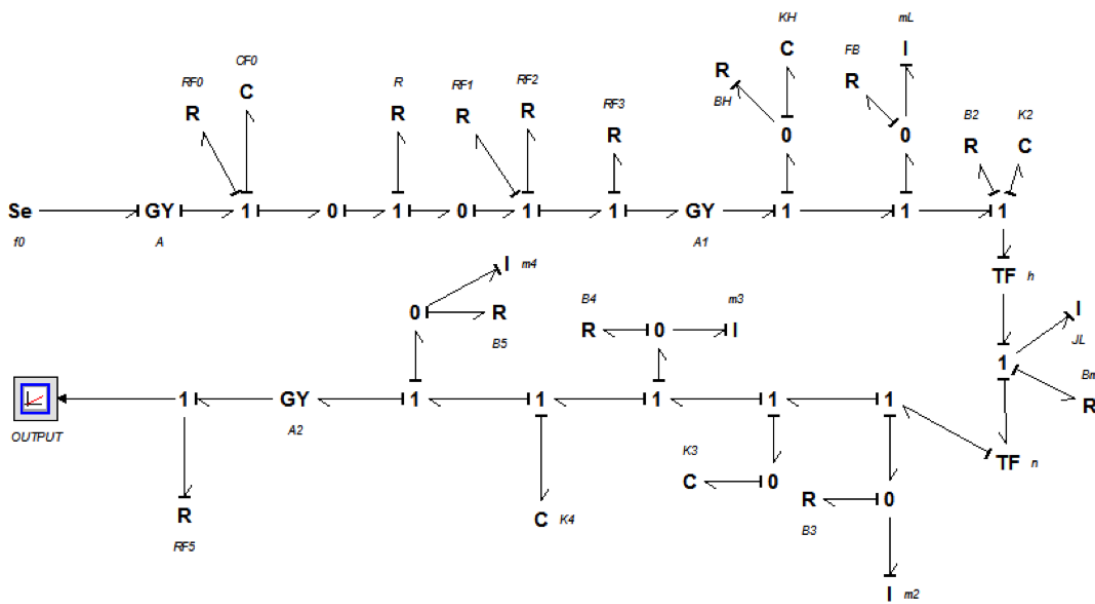 KH
mL
CF0
C
I
RF0
R
RF1
RF2
R
BH
FB
R
C
R
R
R
R
RF3
R
0
0
B2
R
K2
C
Se
GY
1
0
1
0
1
1
GY
1
1
1
f0
A
A1
TF
h
I
m4
0
R
B5
B4
R
0
m3
I
1
I
JL
Bm
R
OUTPUT
1
GY
A2
1
1
1
1
1
TF
n
K3
C
0
R
B3
0
R
RF5
C
K4
I
m2